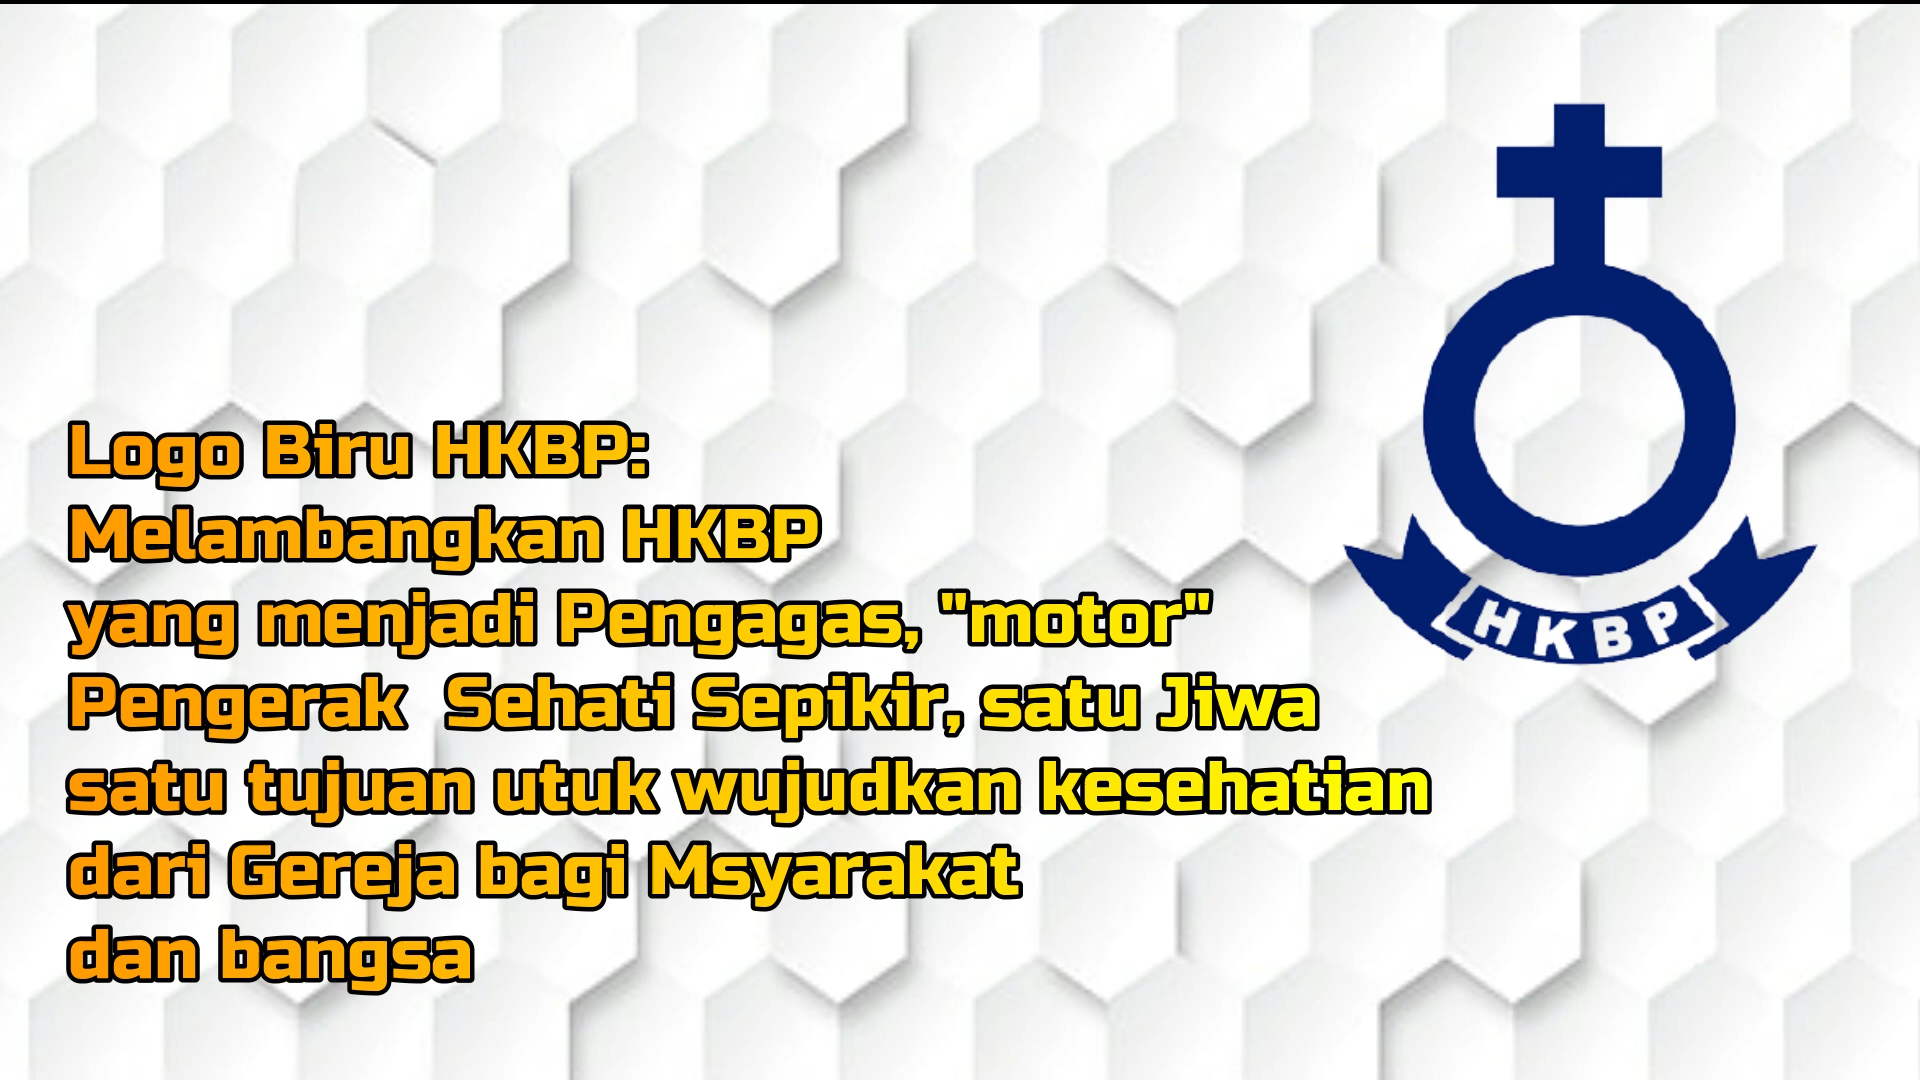 Logo Biru HKBP:
Melambangkan HKBP
yang menjadi Pengagas, "motor"
Pengerak  Sehati Sepikir, satu Jiwa
satu tujuan utuk wujudkan kesehatian
dari Gereja bagi Msyarakat
dan bangsa
HKBP